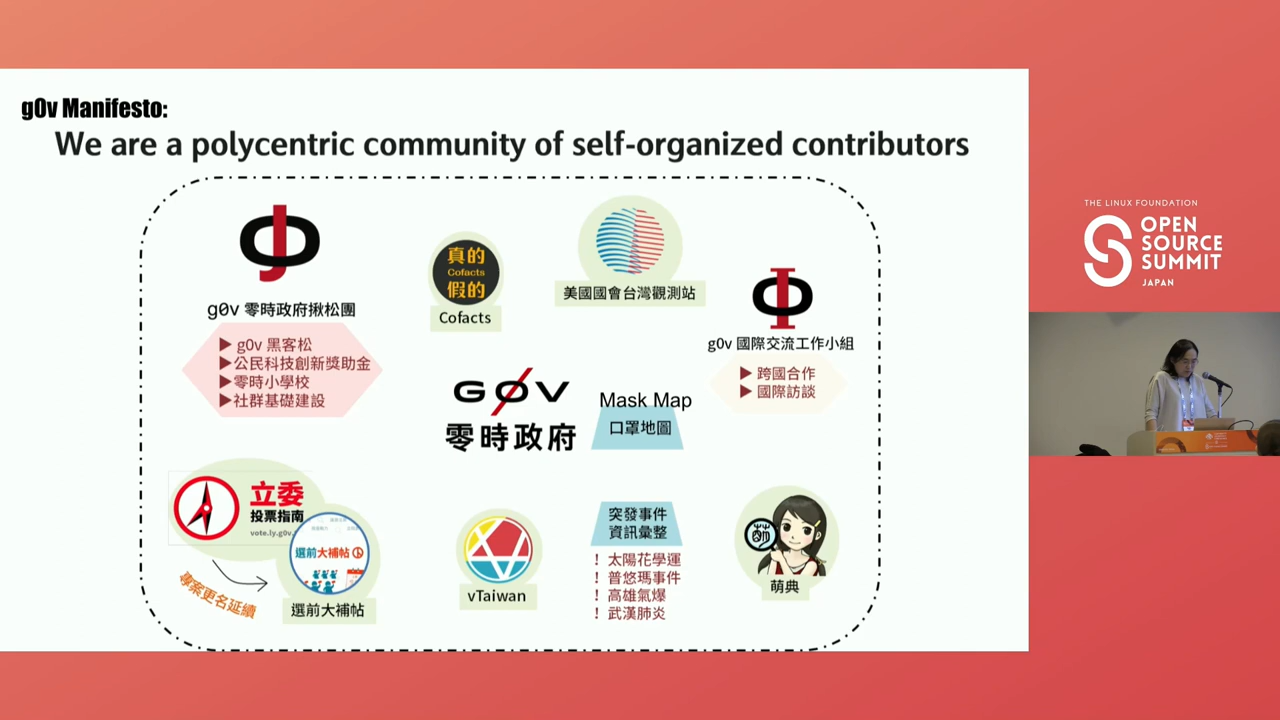 g0v Manifesto:
We are a polycentric community of self-organized contributors
g0v 零時政府揪松團
▶ g0v 黑客松
▶公民科技創新獎助金
▶ 零時小學校
▶社群基礎建設
真的
Cofacts
假的
Cofacts
美國國會台灣觀測站
g0v 國際交流工作小組
▶ 跨國合作
▶ 國際訪談
G0V
零時政府
Mask Map
口罩地圖
立委
投票指南
vote.ly.g0v.
選前大補帖
專案更名延續
選前大補帖
vTaiwan
突發事件
資訊彙整
! 太陽花學運
! 普悠瑪事件
! 高雄氣爆
! 武漢肺炎
萌
萌典
THE LINUX FOUNDATION
OPEN
SOURCE
SUMMIT
JAPAN